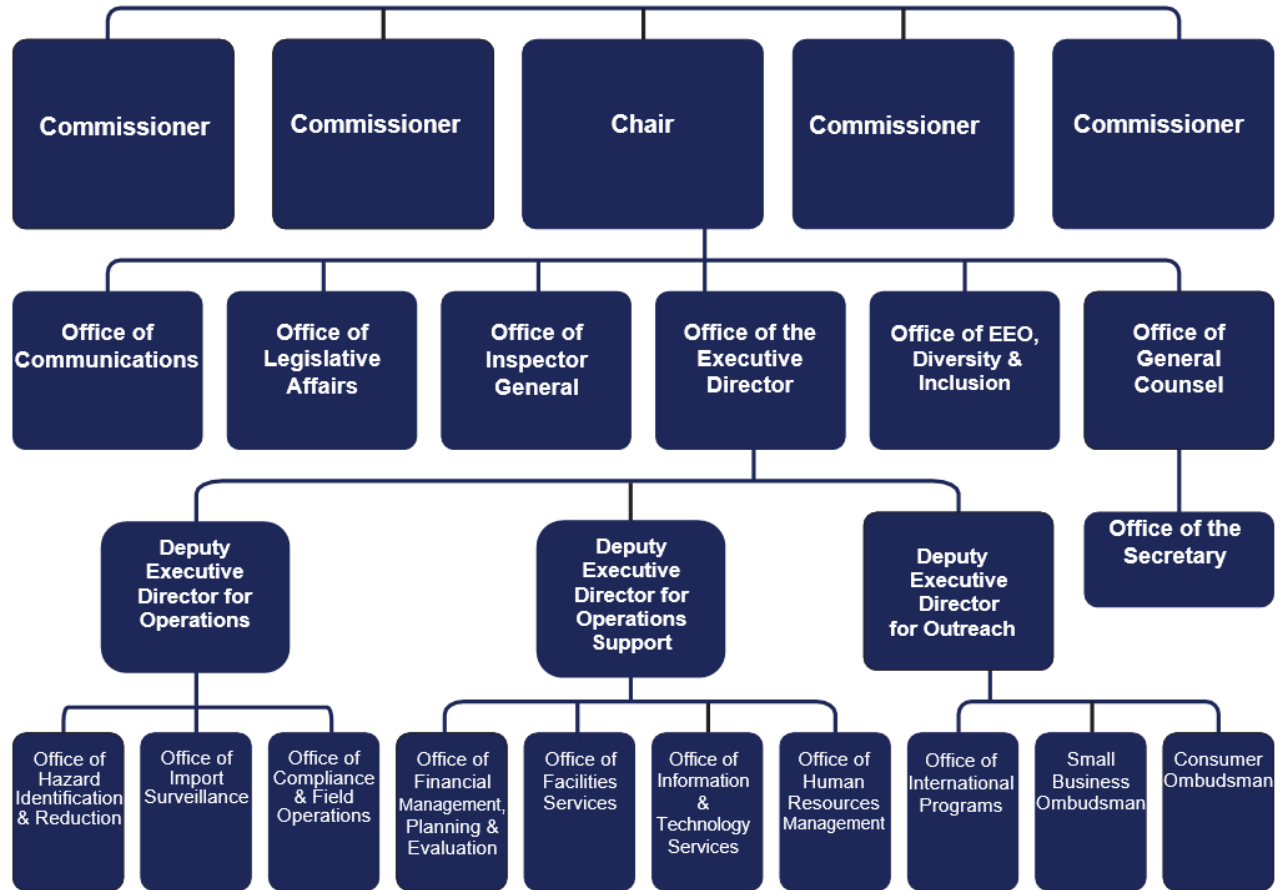 Commissioner
Commissioner
Chair
Commissioner
Commissioner
Office of
Communications
Office of
Legislative
Affairs
Office of
Inspector
General
Office of the
Executive
Director
Office of EEO,
Diversity &
Inclusion
Office of
General
Counsel
Office of the
Secretary
Deputy
Executive
Director for
Operations
Deputy
Executive
Director for
Operations
Support
Deputy
Executive
Director
for Outreach
Office of
Hazard
Identification
& Reduction
Office of
Import
Surveillance
Office of
Compliance
& Field
Operations
Office of
Financial
Management,
Planning &
Evaluation
Office of
Facilities
Services
Office of
Information
&
Technology
Services
Office of
Human
Resources
Management
Office of
International
Programs
Small
Business
Ombudsman
Consumer
Ombudsman